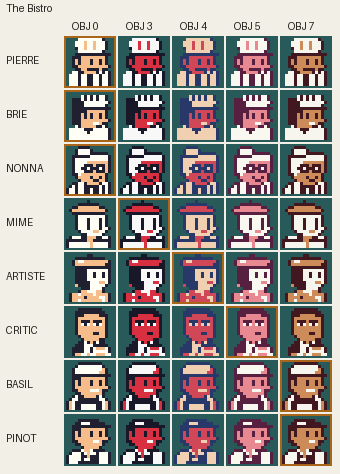 The Bistro
OBJ 0 OBJ 3 OBJ 4 OBJ 5 OBJ 7
PIERRE
BRIE
NONNA
MIME
ARTISTE
CRITIC
BASIL
PINOT